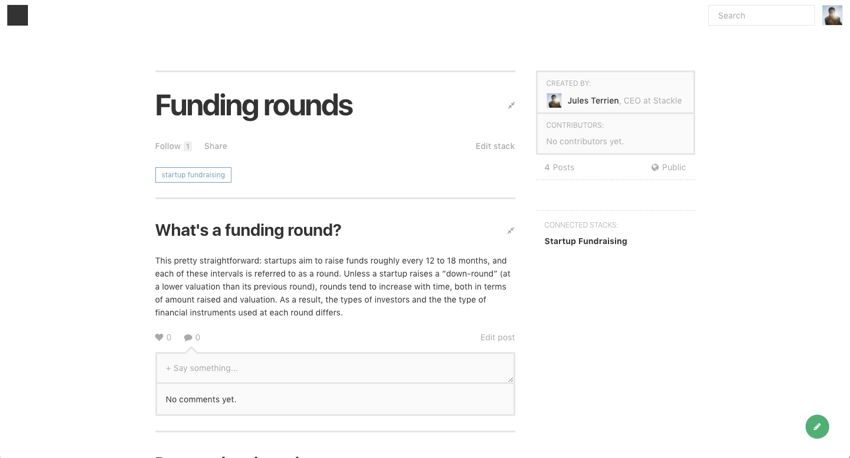 Search
Funding rounds
Follow 1 Share Edit stack
startup fundraising
What's a funding round?
This pretty straightforward: startups aim to raise funds roughly every 12 to 18 months, and
each of these intervals is referred to as a round. Unless a startup raises a “down-round” (at
a lower valuation than its previous round), rounds tend to increase with time, both in terms
of amount raised and valuation. As a result, the types of investors and the the type of
financial instruments used at each round differs.
0 0 Edit post
+ Say something...
No comments yet.
CREATED BY:
Jules Terrien, CEO at Stackle
CONTRIBUTORS:
No contributors yet.
4 Posts Public
CONNECTED STACKS:
Startup Fundraising